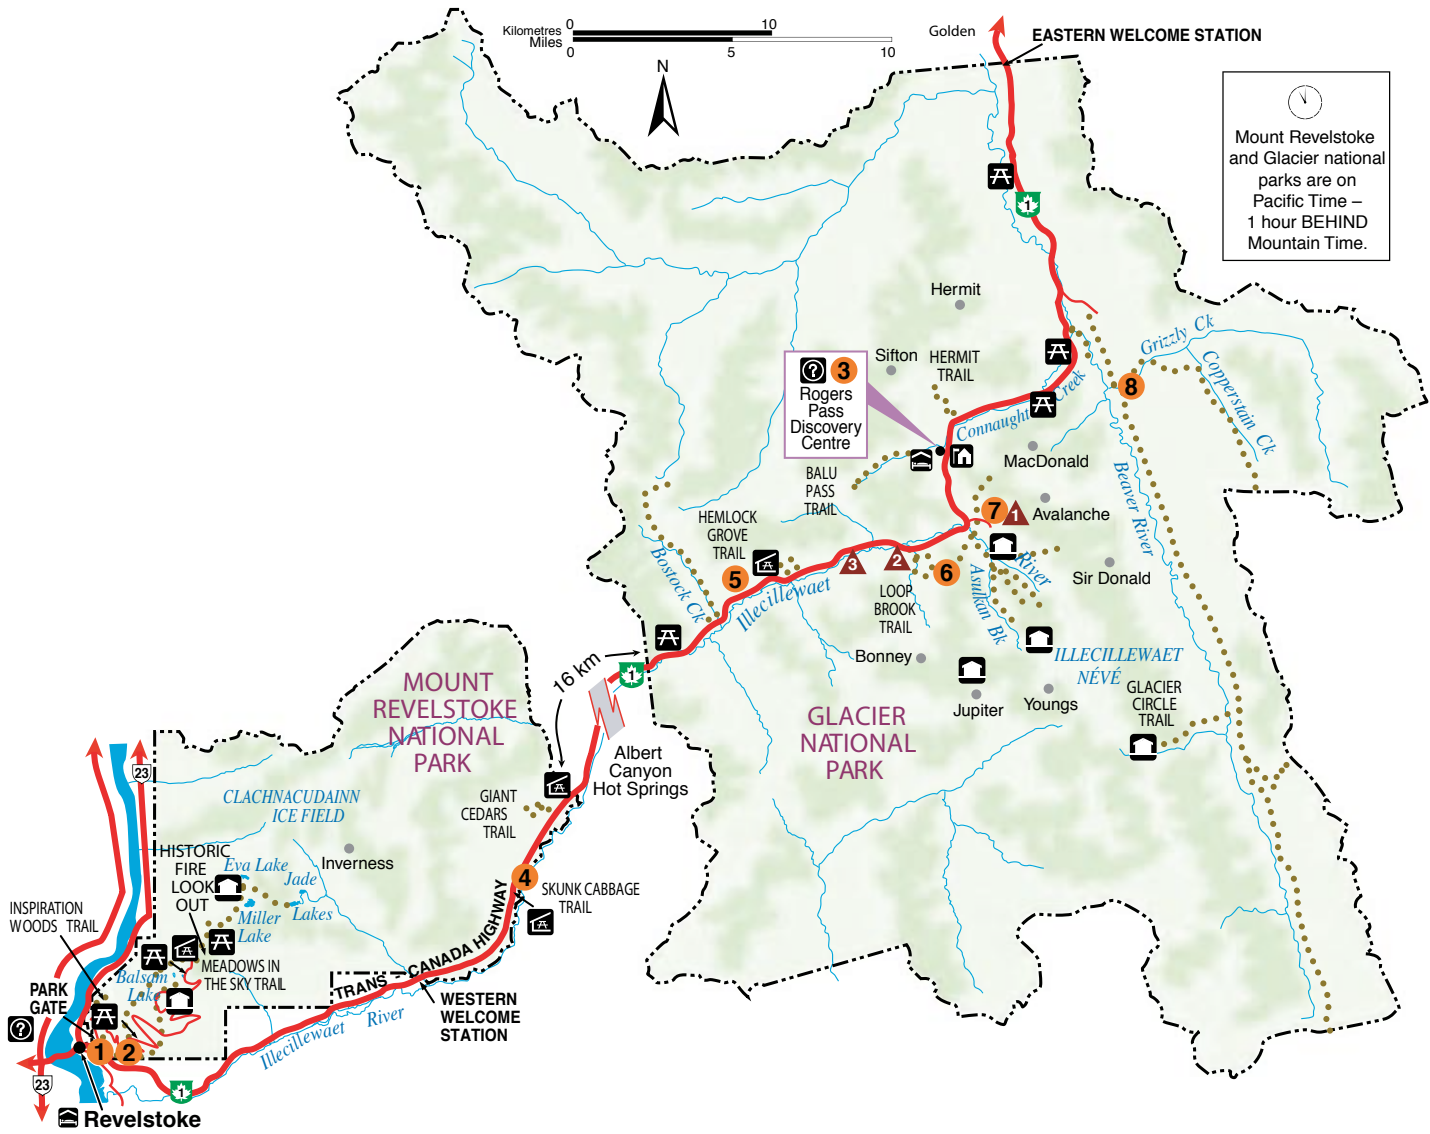 Kilometres 0 10
Miles 0 5 10
N
Golden
EASTERN WELCOME STATION
Mount Revelstoke
and Glacier national
parks are on
Pacific Time –
1 hour BEHIND
Mountain Time.
1
Hermit
Sifton
HERMIT
TRAIL
? 3
Rogers
Pass
Discovery
Centre
Connaught Creek
Grizzly Ck
Copperstain Ck
8
MacDonald
Beaver River
BALU
PASS
TRAIL
7 1
Avalanche
HEMLOCK
GROVE
TRAIL
5
Bostock Ck
Illecillewaet
River
3
2
6
Asulkan Bk
Sir Donald
LOOP
BROOK
TRAIL
Bonney
ILLECILLEWAET
NÉVÉ
Jupiter
Youngs
GLACIER
CIRCLE
TRAIL
GLACIER
NATIONAL
PARK
16 km
1
MOUNT
REVELSTOKE
NATIONAL
PARK
Albert
Canyon
Hot Springs
23
CLACHNACUDAINN
ICE FIELD
GIANT
CEDARS
TRAIL
Inverness
HISTORIC
FIRE
LOOK
OUT
Eva Lake
Jade
Lakes
Miller
Lake
4
SKUNK CABBAGE
TRAIL
INSPIRATION
WOODS TRAIL
MEADOWS IN
THE SKY TRAIL
Balsam
Lake
PARK
GATE
TRANS - CANADA HIGHWAY
WESTERN
WELCOME
STATION
Illecillewaet River
?
1 2
23
1
Revelstoke